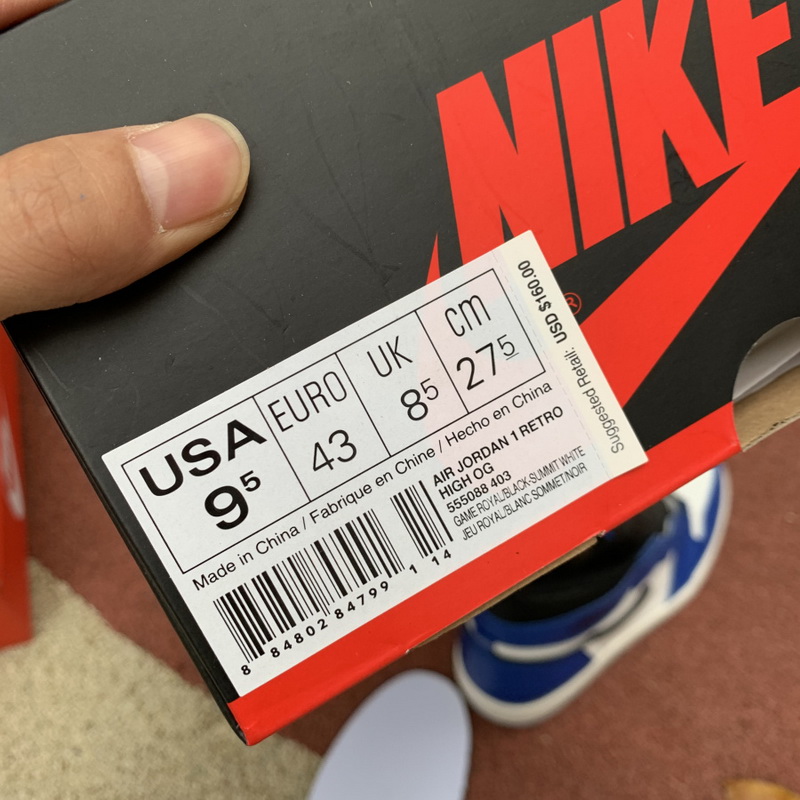 NIKE
®
Suggested Retail: USD $160.00
USA EURO UK cm
9⁵ 43 8⁵ 27⁵
Made in China / Fabrique en Chine / Hecho en China
AIR JORDAN 1 RETRO
HIGH OG
555088 403
GAME ROYAL/BLACK-SUMMIT WHITE
JEU ROYAL/BLANC SOMMET/NOIR
8 84802 84799 1 14